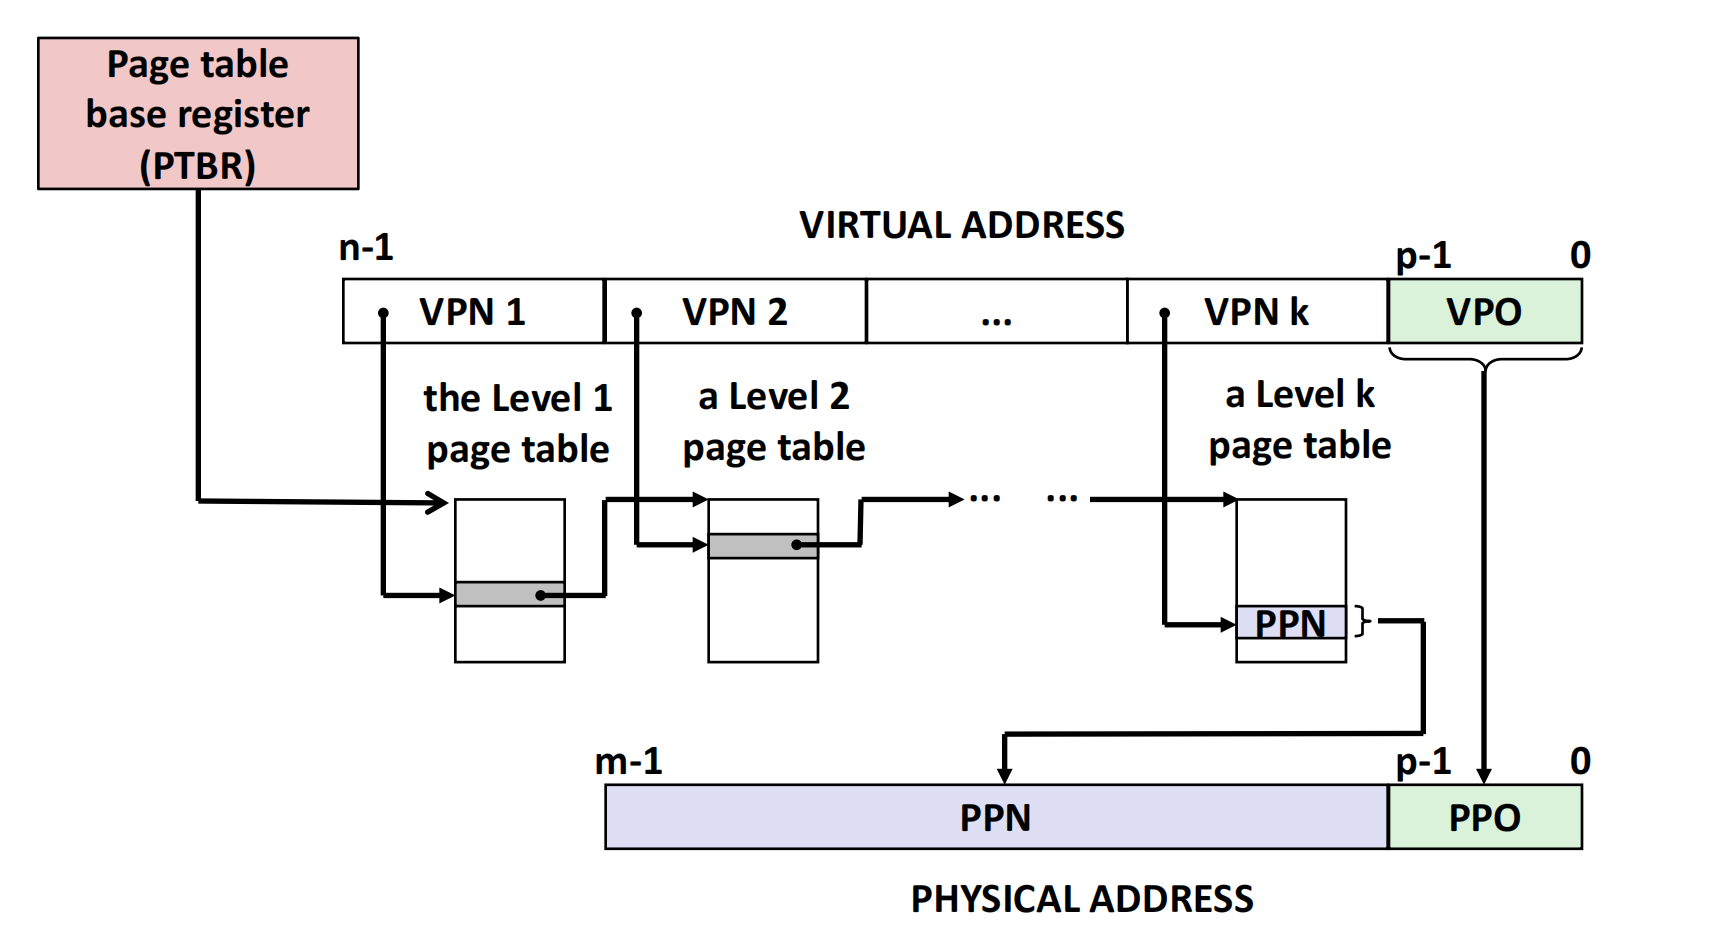 Page table
base register
(PTBR)
VIRTUAL ADDRESS
n-1
p-1
0
VPN 1
VPN 2
...
VPN k
VPO
the Level 1
page table
a Level 2
page table
a Level k
page table
...
...
PPN
m-1
p-1
0
PPN
PPO
PHYSICAL ADDRESS